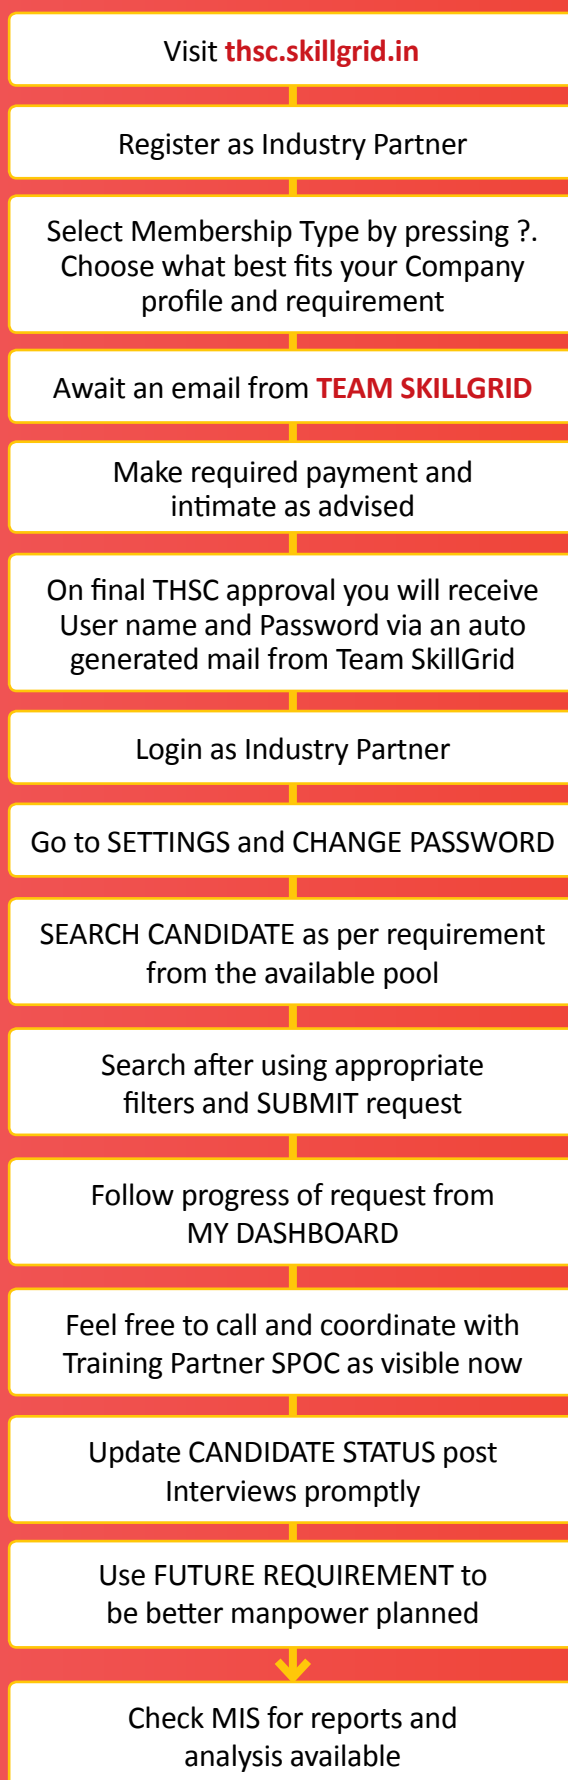 Visit thsc.skillgrid.in
Register as Industry Partner
Select Membership Type by pressing ?.
Choose what best fits your Company
profile and requirement
Await an email from TEAM SKILLGRID
Make required payment and
intimate as advised
On final THSC approval you will receive
User name and Password via an auto
generated mail from Team SkillGrid
Login as Industry Partner
Go to SETTINGS and CHANGE PASSWORD
SEARCH CANDIDATE as per requirement
from the available pool
Search after using appropriate
filters and SUBMIT request
Follow progress of request from
MY DASHBOARD
Feel free to call and coordinate with
Training Partner SPOC as visible now
Update CANDIDATE STATUS post
Interviews promptly
Use FUTURE REQUIREMENT to
be better manpower planned
Check MIS for reports and
analysis available